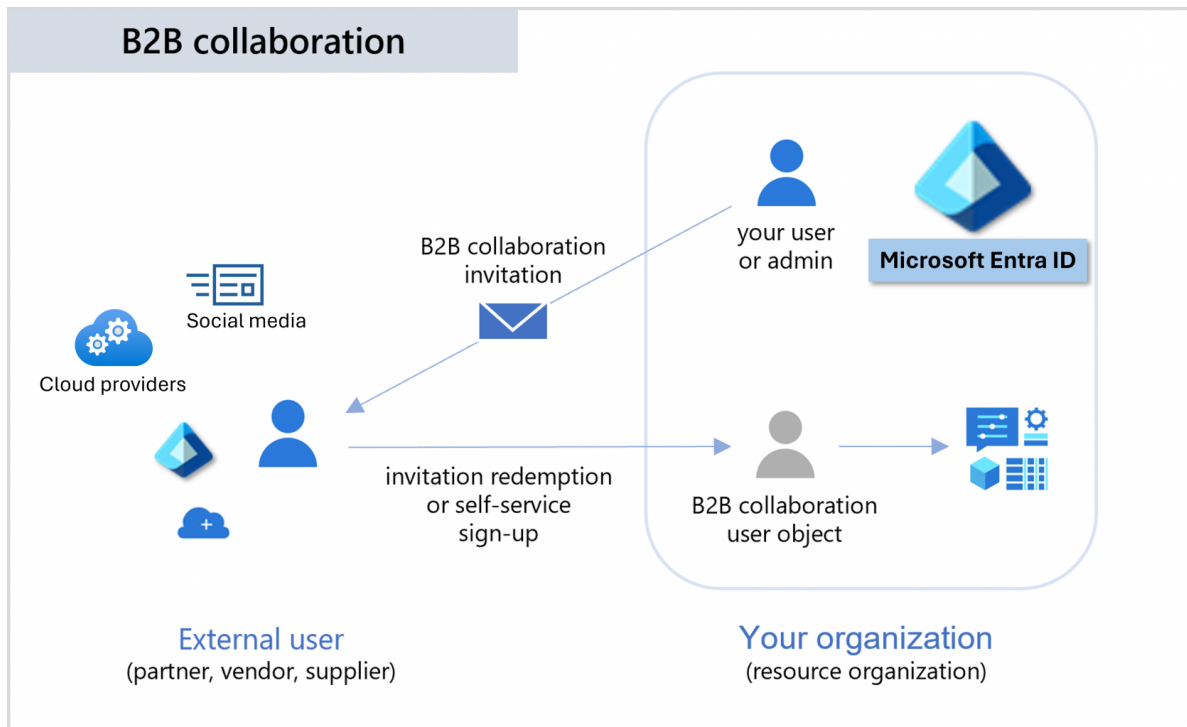 B2B collaboration
your user
or admin
Microsoft Entra ID
B2B collaboration
invitation
Social media
Cloud providers
invitation redemption
or self-service
sign-up
B2B collaboration
user object
External user
(partner, vendor, supplier)
Your organization
(resource organization)